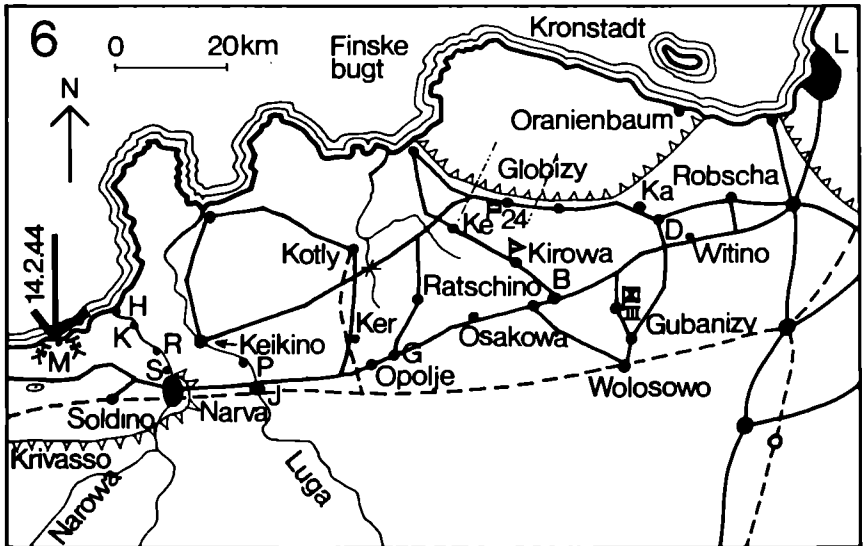 6
0 20km
Finske
bugt
Kronstadt
L
N
Oranienbaum
Globizy
Ka
Robscha
24
Ke
D
Kotly
Kirowa
Witino
14.2.44
H
Ratschino
B
K
Ker
III
R
Keikino
Osakowa
Gubanizy
M
S
P
G
Opolje
Wolosowo
Soldino
Narva
J
Krivasso
Luga
Narowa